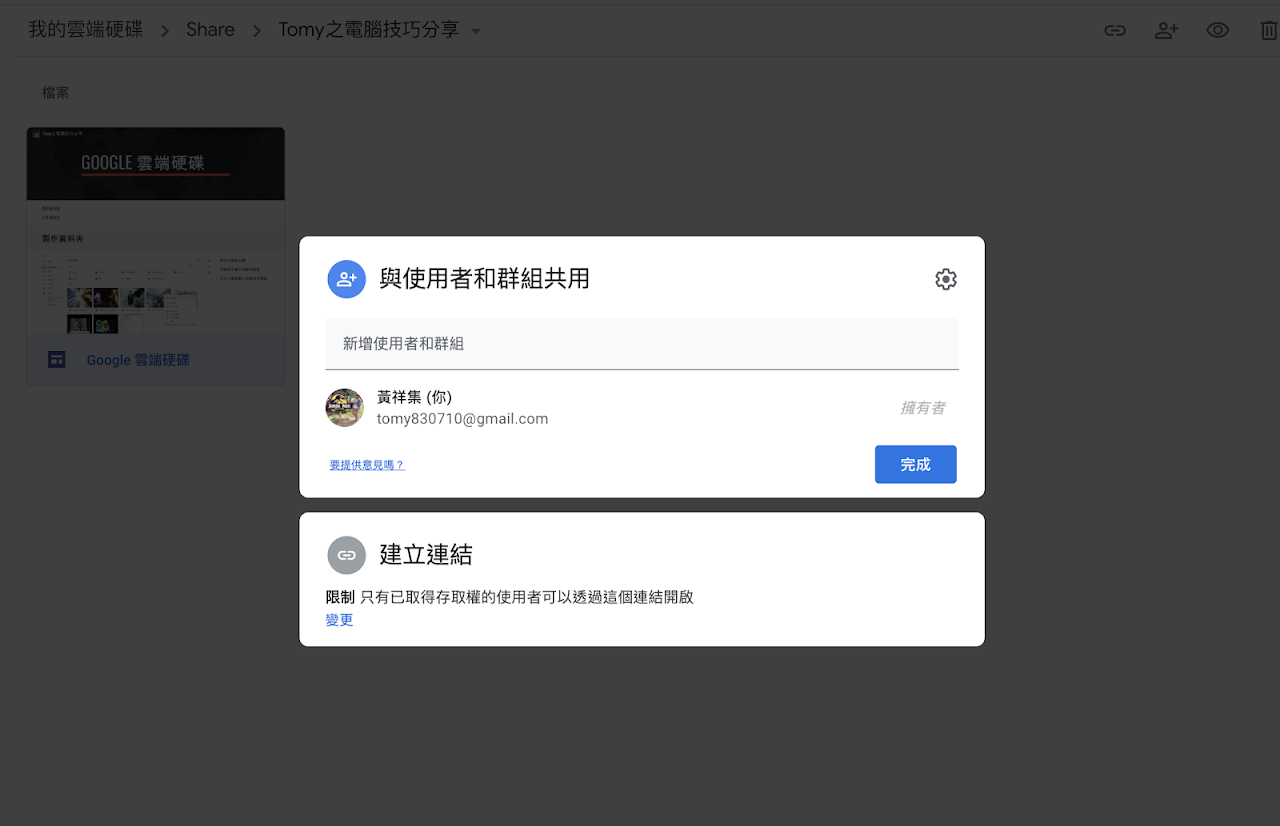 我的雲端硬碟 > Share > Tomy之電腦技巧分享
檔案
GOOGLE 雲端硬碟
製作資料夾
Google 雲端硬碟
與使用者和群組共用
新增使用者和群組
黃祥集 (你)
tomy830710@gmail.com
擁有者
要提供意見嗎？
完成
建立連結
限制 只有已取得存取權的使用者可以透過這個連結開啟
變更